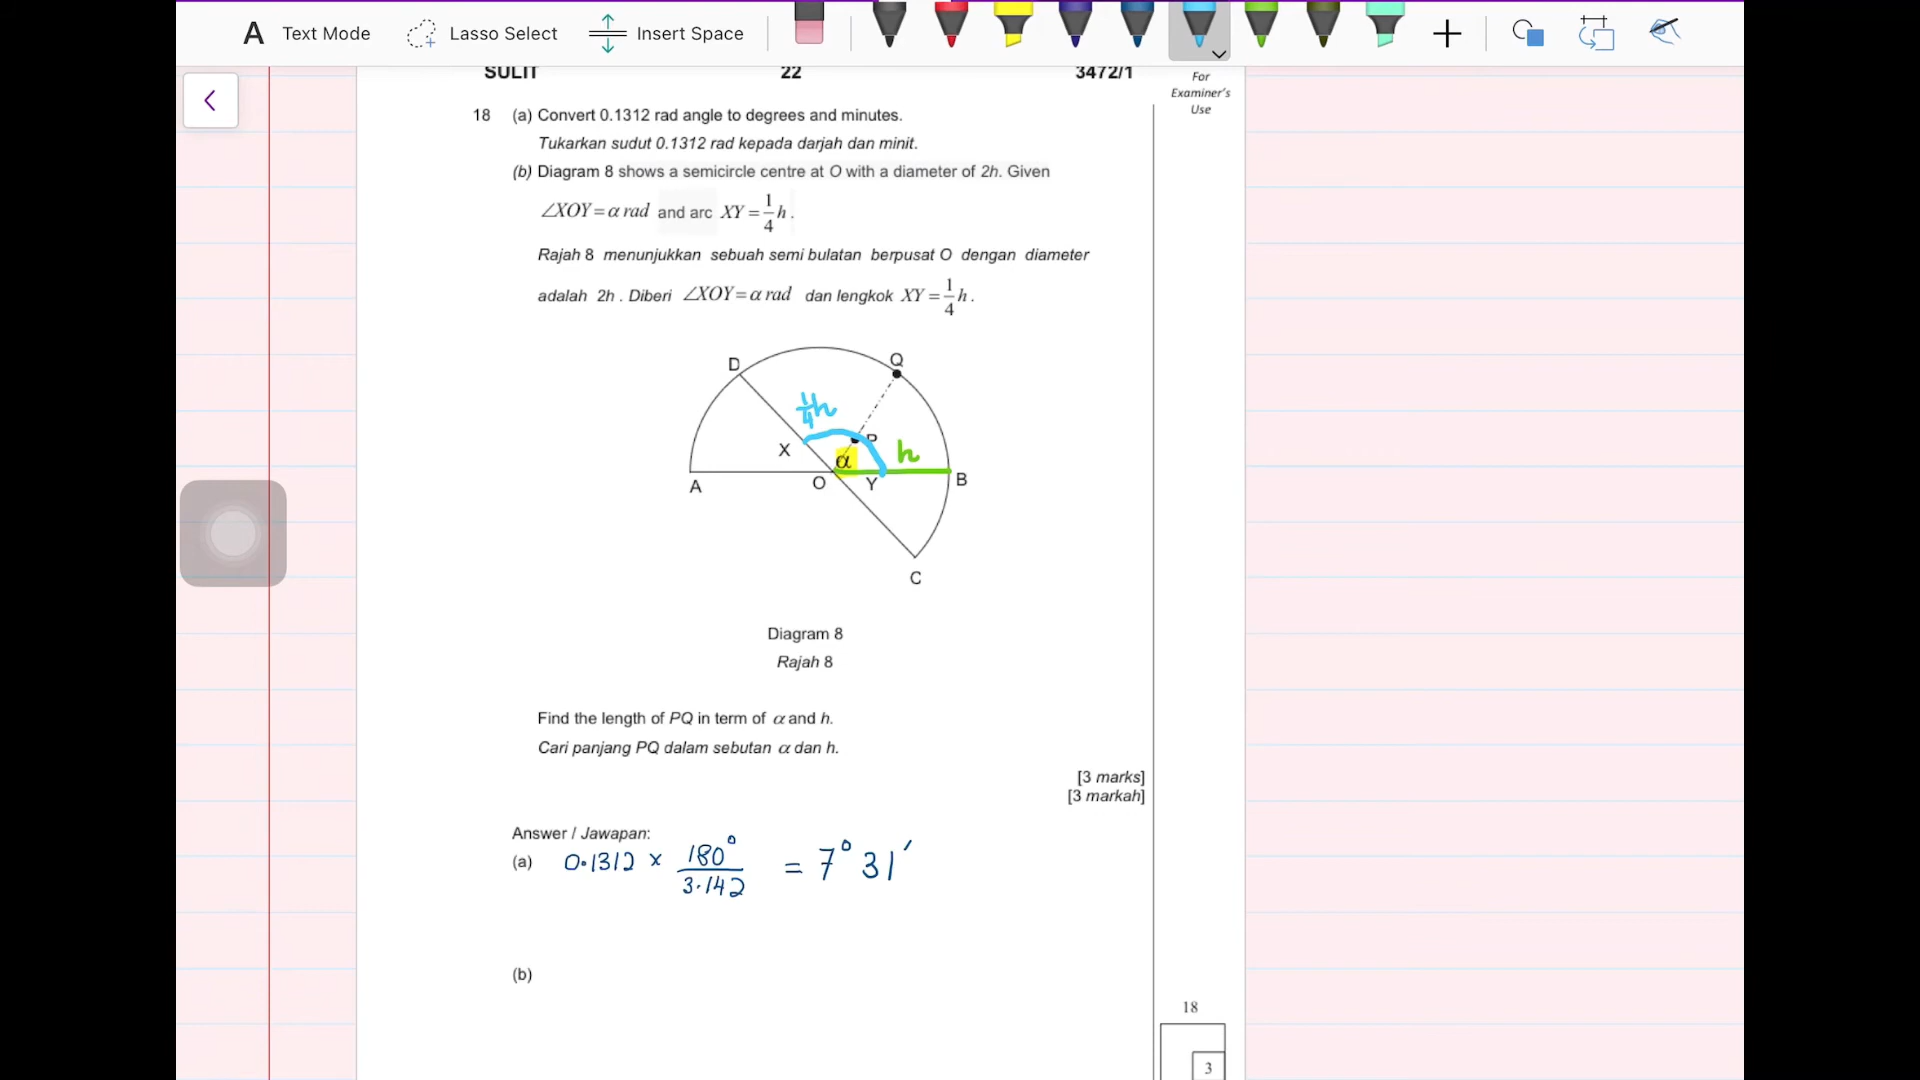 Text Mode Lasso Select Insert Space
SULIT 22 3472/1
For
Examiner's
Use
18 (a) Convert 0.1312 rad angle to degrees and minutes.
Tukarkan sudut 0.1312 rad kepada darjah dan minit.
(b) Diagram 8 shows a semicircle centre at O with a diameter of 2h. Given
∠XOY = α rad and arc XY = 1/4 h .
Rajah 8 menunjukkan sebuah semi bulatan berpusat O dengan diameter
adalah 2h . Diberi ∠XOY = α rad dan lengkok XY = 1/4 h .
D Q
1/4 h
P
X α h
A O Y B
C
Diagram 8
Rajah 8
Find the length of PQ in term of α and h.
Cari panjang PQ dalam sebutan α dan h.
[3 marks]
[3 markah]
Answer / Jawapan:
(a) 0.1312 × 180°/3.142 = 7° 31′
(b)
18
3